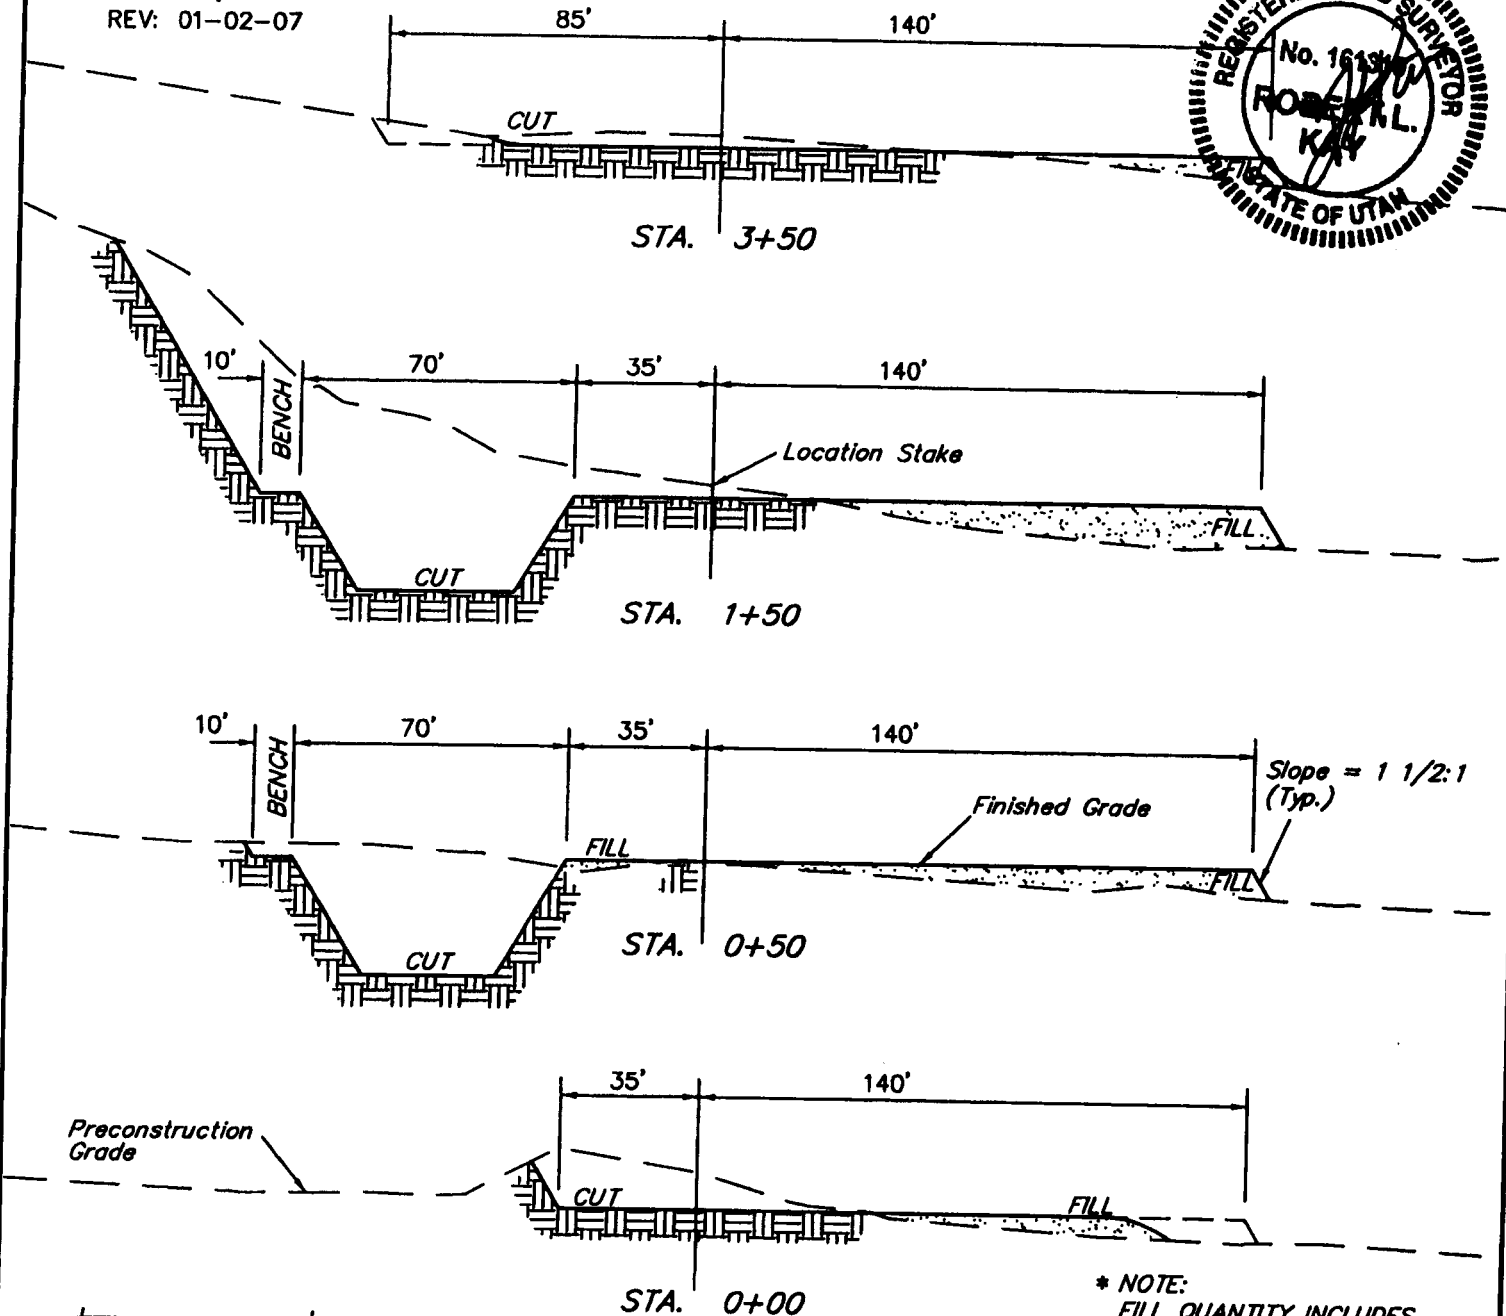 REV: 01-02-07
85'
140'
No.
STATE OF UTAH
CUT
STA. 3+50
10'
70'
35'
140'
BENCH
Location Stake
FILL
CUT
STA. 1+50
10'
70'
35'
140'
BENCH
Slope = 1 1/2:1
(Typ.)
Finished Grade
FILL
FILL
CUT
STA. 0+50
35'
140'
Preconstruction
Grade
CUT
FILL
STA. 0+00
* NOTE:
FILL QUANTITY INCLUDES